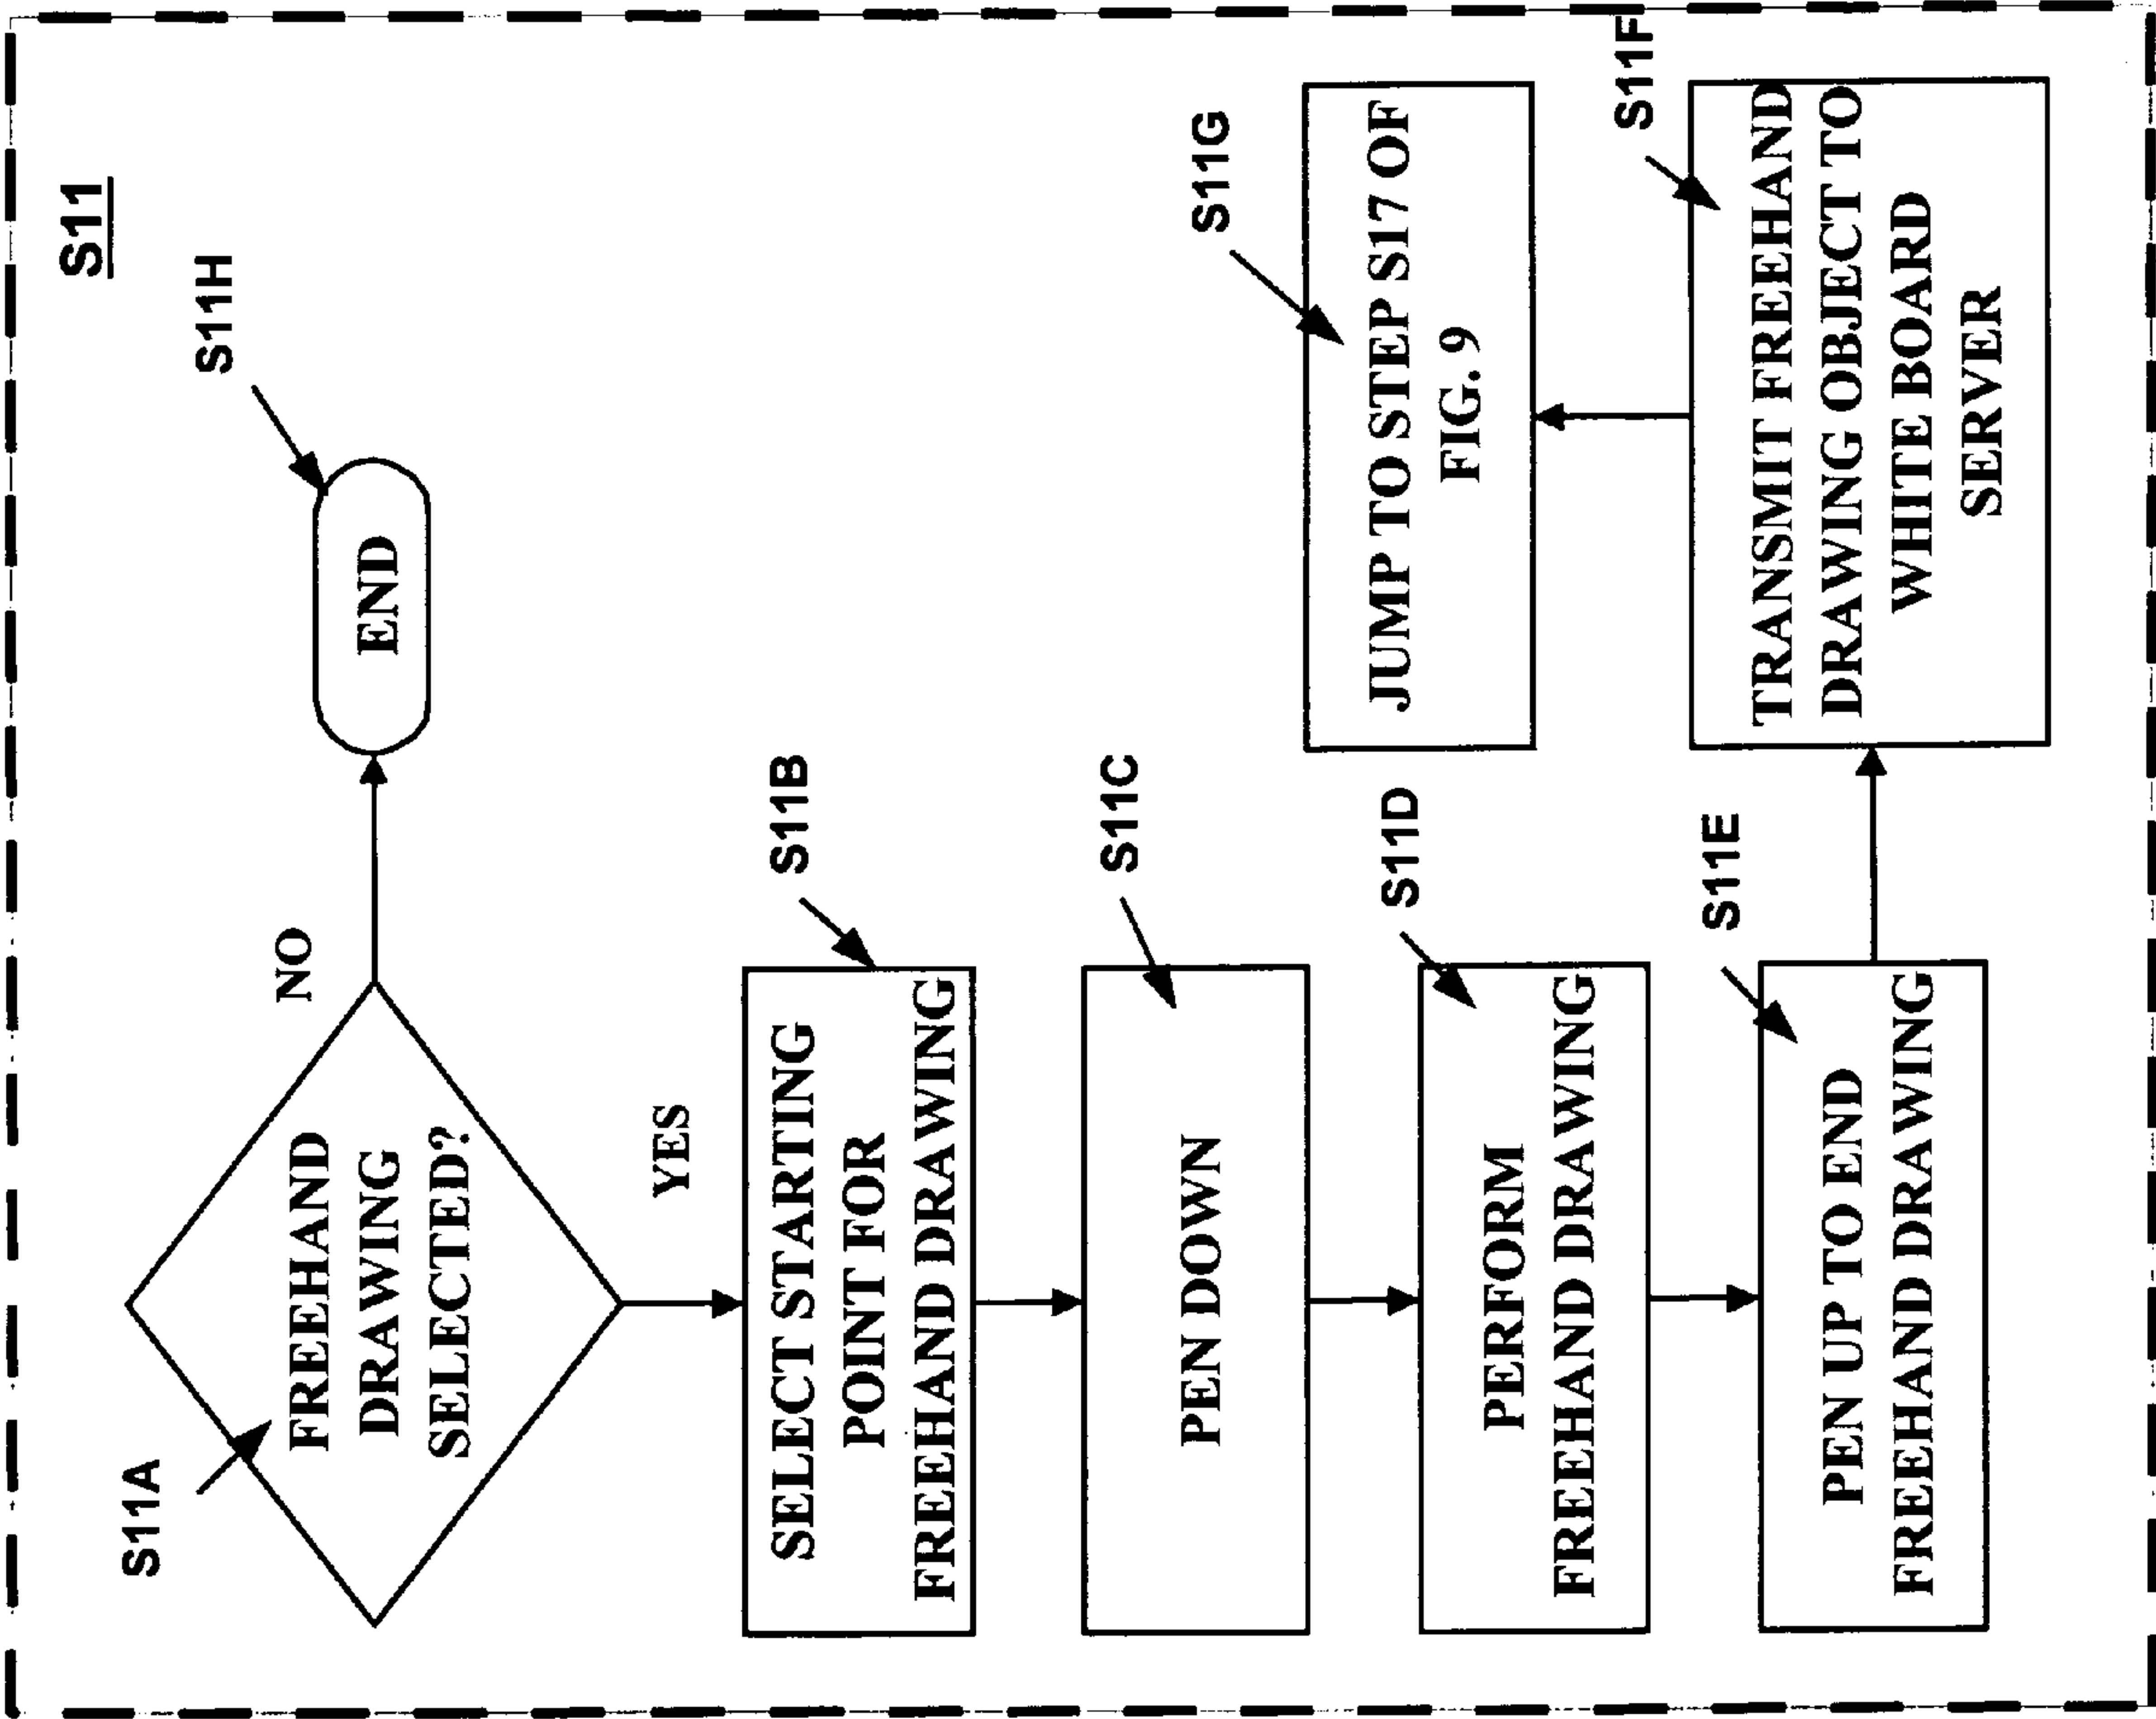 S11
S11A
FREEHAND
DRAWING
SELECTED?
NO
S11H
END
YES
S11B
SELECT STARTING
POINT FOR
FREEHAND DRAWING
S11C
PEN DOWN
S11D
PERFORM
FREEHAND DRAWING
S11E
PEN UP TO END
FREEHAND DRAWING
S11F
TRANSMIT FREEHAND
DRAWING OBJECT TO
WHITE BOARD
SERVER
S11G
JUMP TO STEP S17 OF
FIG. 9